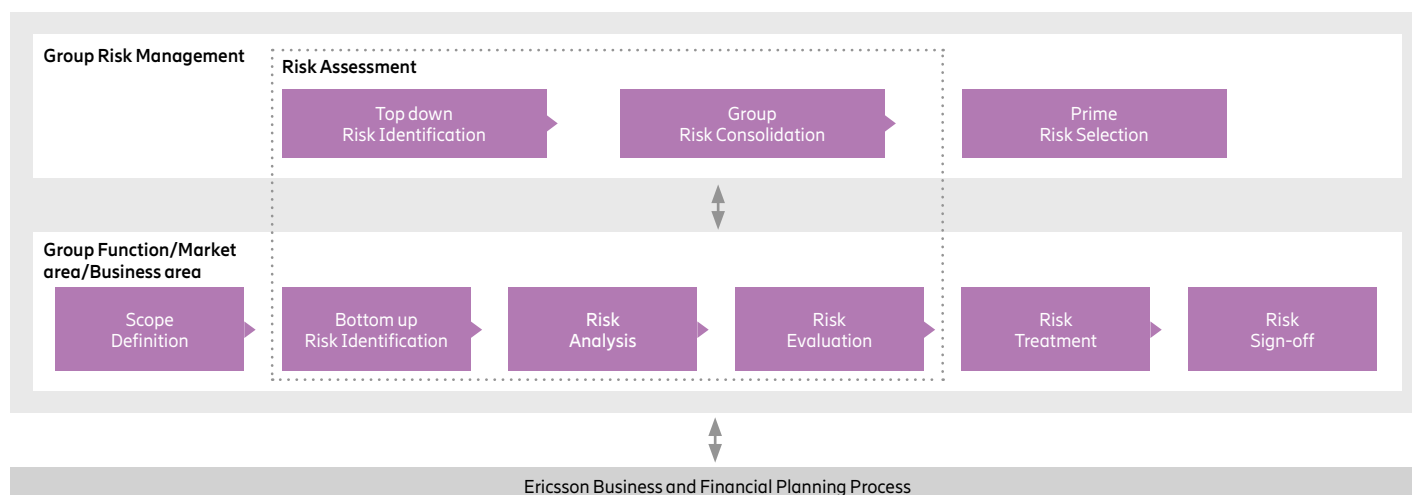 Group Risk Management
Risk Assessment
Top down
Risk Identification
Group
Risk Consolidation
Prime
Risk Selection
Group Function/Market
area/Business area
Scope
Definition
Bottom up
Risk Identification
Risk
Analysis
Risk
Evaluation
Risk
Treatment
Risk
Sign-off
Ericsson Business and Financial Planning Process